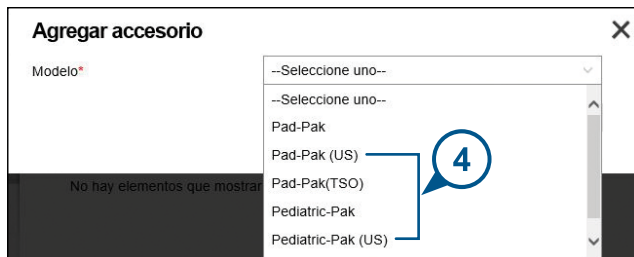 Agregar accesorio
Modelo*
--Seleccione uno--
--Seleccione uno--
Pad-Pak
Pad-Pak (US)
4
Pad-Pak(TSO)
No hay elementos que mostrar
Pediatric-Pak
Pediatric-Pak (US)